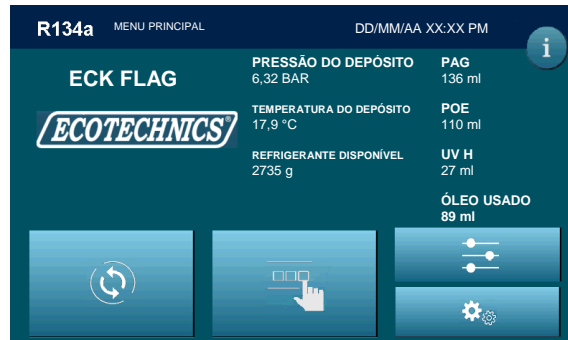 R134a MENU PRINCIPAL DD/MM/AA XX:XX PM
i
ECK FLAG
ECOTECHNICS
PRESSÃO DO DEPÓSITO
6,32 BAR
TEMPERATURA DO DEPÓSITO
17,9 °C
REFRIGERANTE DISPONÍVEL
2735 g
PAG
136 ml
POE
110 ml
UV H
27 ml
ÓLEO USADO
89 ml